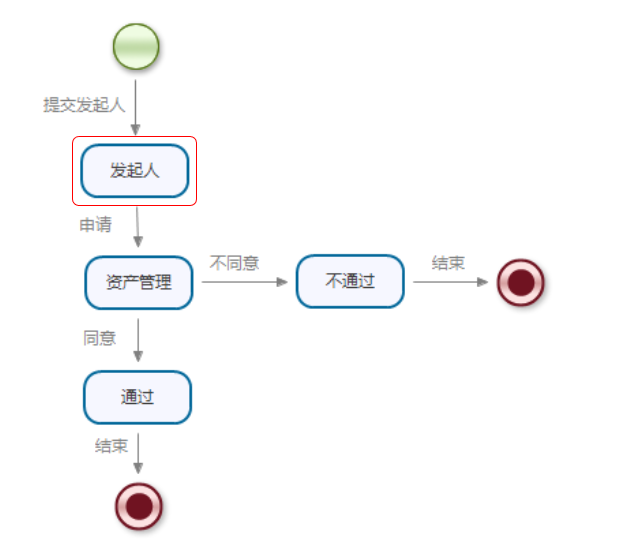 提交发起人
发起人
申请
资产管理
不同意
不通过
结束
同意
通过
结束